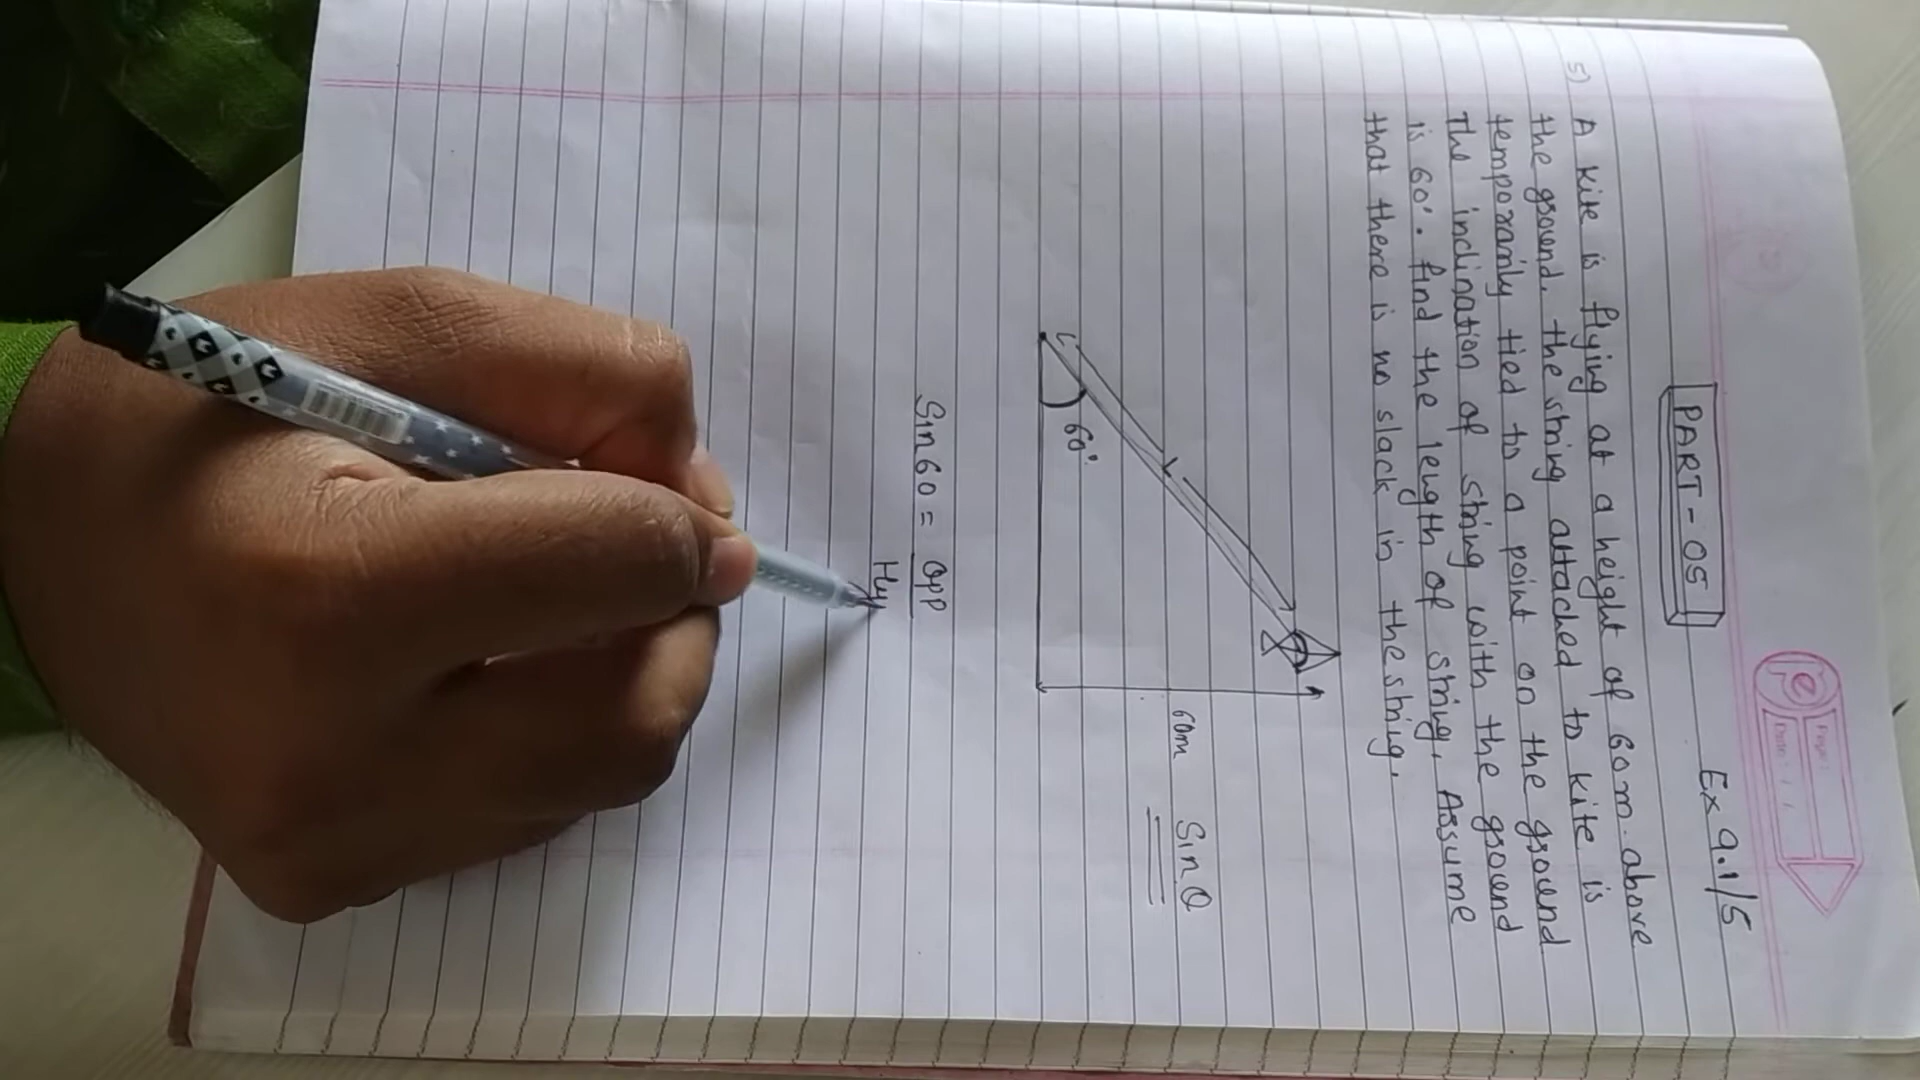 Page:
Date: / /
PART-05
Ex 9.1/5
5) A kite is flying at a height of 60m above
the ground. the string attached to kite is
temporarily tied to a point on the ground
The inclination of string with the ground
is 60°. find the length of string. Assume
that there is no slack in the string.
60°
60m
Sin θ
Sin 60 = opp
Hy